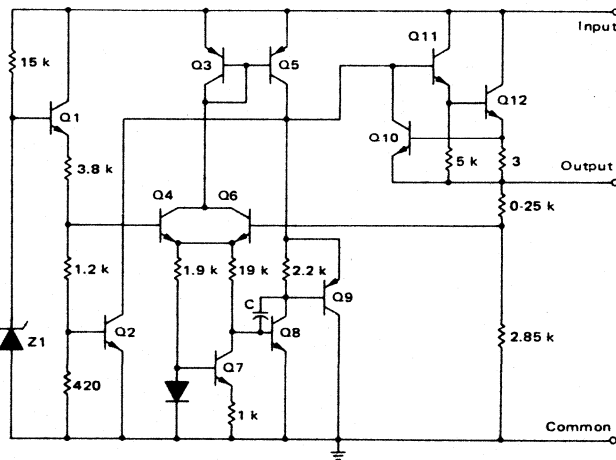 Input
Q11
Q3
Q5
15 k
Q12
Q1
Q10
3.8 k
5 k
3
Output
Q4
Q6
0-25 k
1.9 k
19 k
2.2 k
1.2 k
C
Q9
Q2
Q8
Z1
2.85 k
Q7
420
1 k
Common